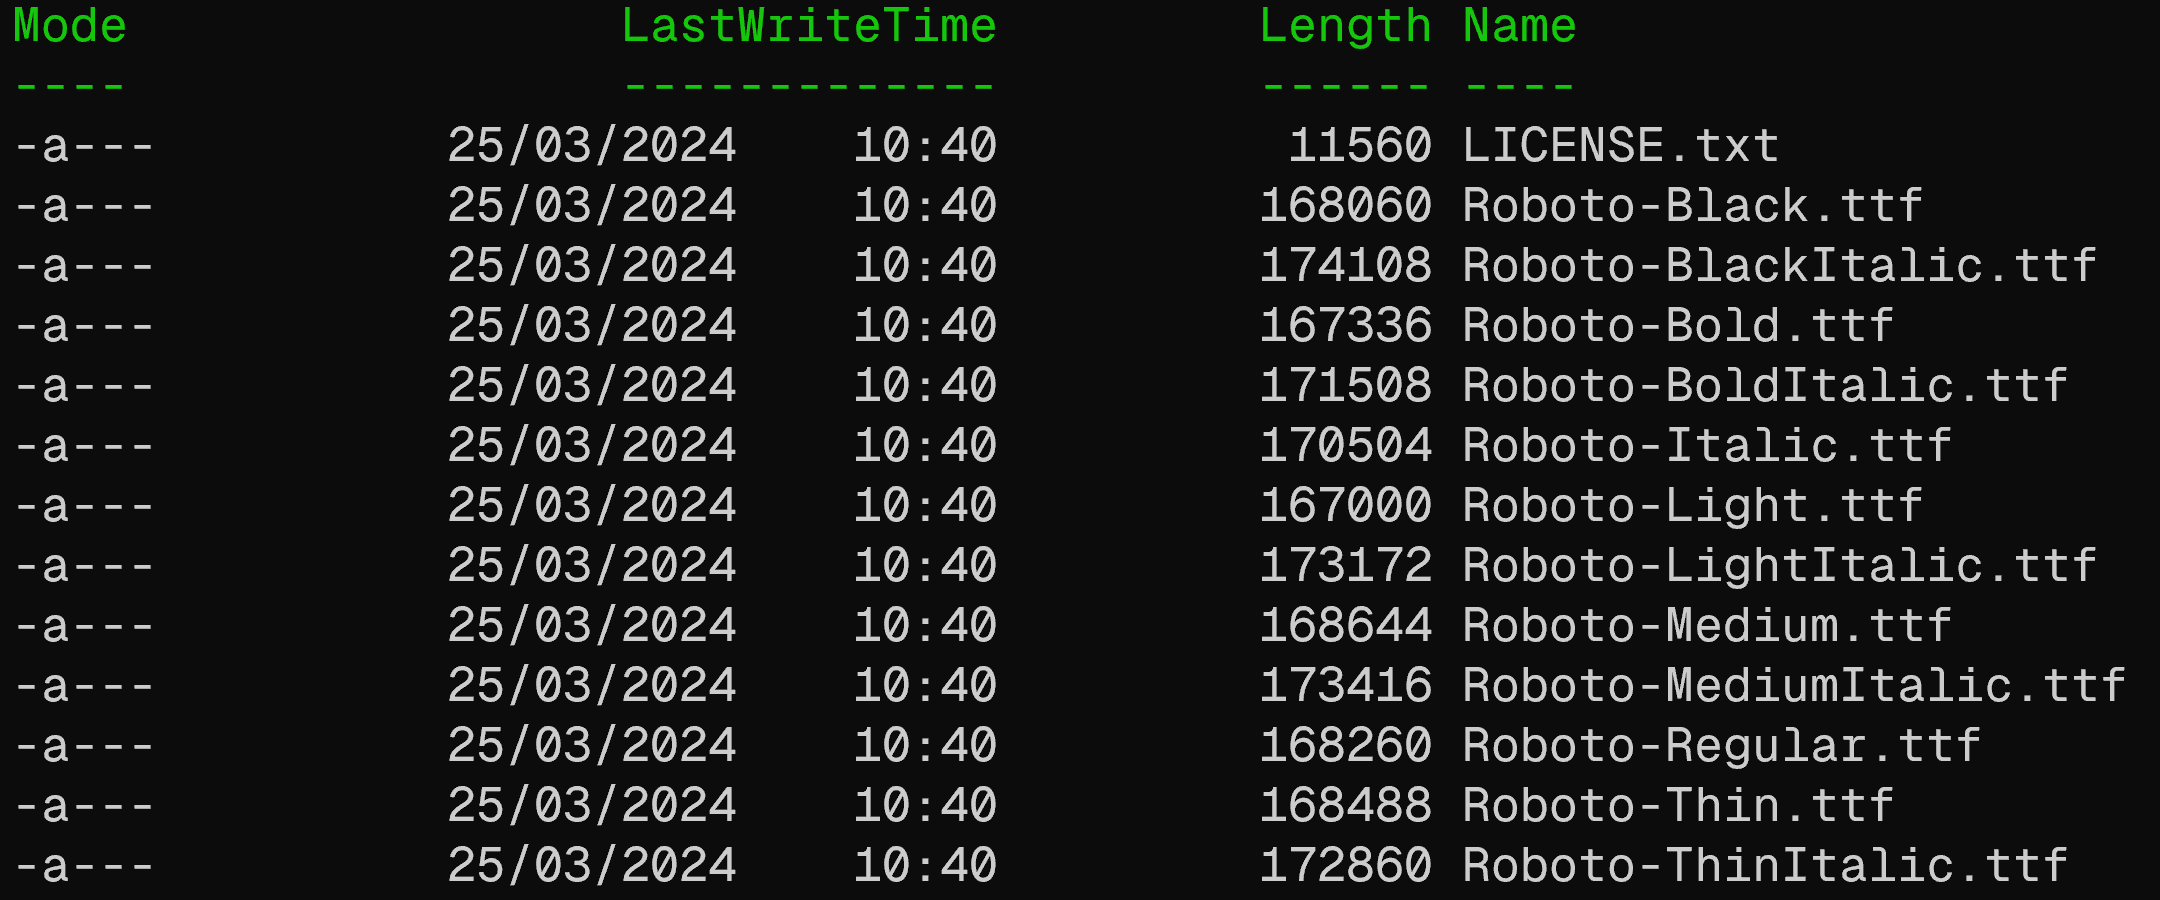 Mode                 LastWriteTime         Length Name
----                 -------------         ------ ----
-a---          25/03/2024    10:40          11560 LICENSE.txt
-a---          25/03/2024    10:40         168060 Roboto-Black.ttf
-a---          25/03/2024    10:40         174108 Roboto-BlackItalic.ttf
-a---          25/03/2024    10:40         167336 Roboto-Bold.ttf
-a---          25/03/2024    10:40         171508 Roboto-BoldItalic.ttf
-a---          25/03/2024    10:40         170504 Roboto-Italic.ttf
-a---          25/03/2024    10:40         167000 Roboto-Light.ttf
-a---          25/03/2024    10:40         173172 Roboto-LightItalic.ttf
-a---          25/03/2024    10:40         168644 Roboto-Medium.ttf
-a---          25/03/2024    10:40         173416 Roboto-MediumItalic.ttf
-a---          25/03/2024    10:40         168260 Roboto-Regular.ttf
-a---          25/03/2024    10:40         168488 Roboto-Thin.ttf
-a---          25/03/2024    10:40         172860 Roboto-ThinItalic.ttf